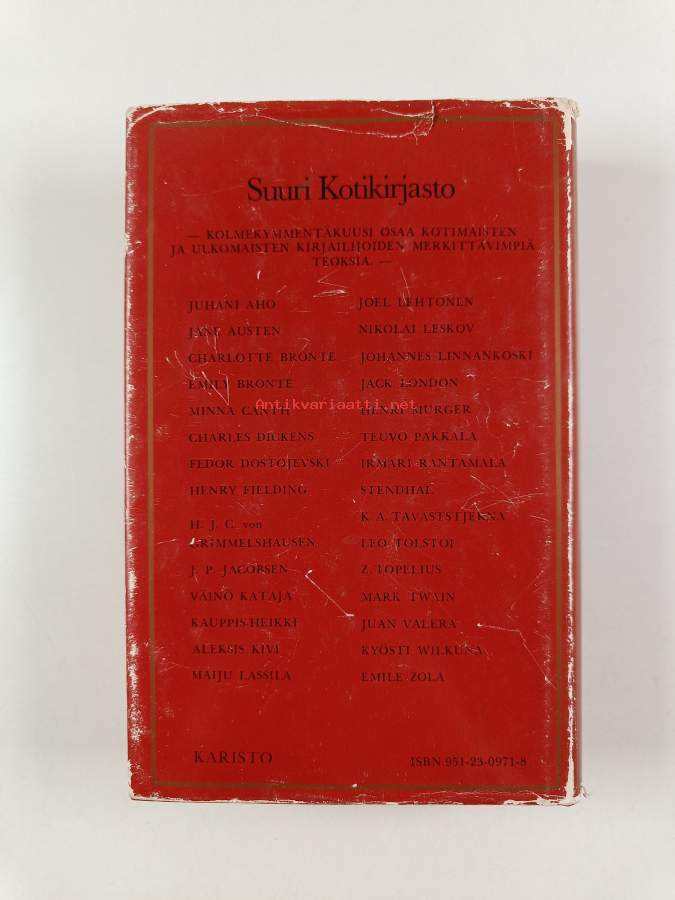 Suuri Kotikirjasto
— KOLMEKYMMENTÄKUUSI OSAA KOTIMAISTEN
JA ULKOMAISTEN KIRJAILIJOIDEN MERKITTÄVIMPIÄ
TEOKSIA. —
JUHANI AHO
JANE AUSTEN
CHARLOTTE BRONTË
EMILY BRONTË
MINNA CANTH
CHARLES DICKENS
FEDOR DOSTOJEVSKI
HENRY FIELDING
H. J. C. von
GRIMMELSHAUSEN
J. P. JACOBSEN
VÄINÖ KATAJA
KAUPPIS-HEIKKI
ALEKSIS KIVI
MAIJU LASSILA
JOEL LEHTONEN
NIKOLAI LESKOV
JOHANNES LINNANKOSKI
JACK LONDON
HENRI MURGER
TEUVO PAKKALA
IRMARI RANTAMALA
STENDHAL
K. A. TAVASTSTJERNA
LEO TOLSTOI
Z. TOPELIUS
MARK TWAIN
JUAN VALERA
KYÖSTI WILKUNA
EMILE ZOLA
Antikvariaatti.net
KARISTO
ISBN 951-23-0971-8